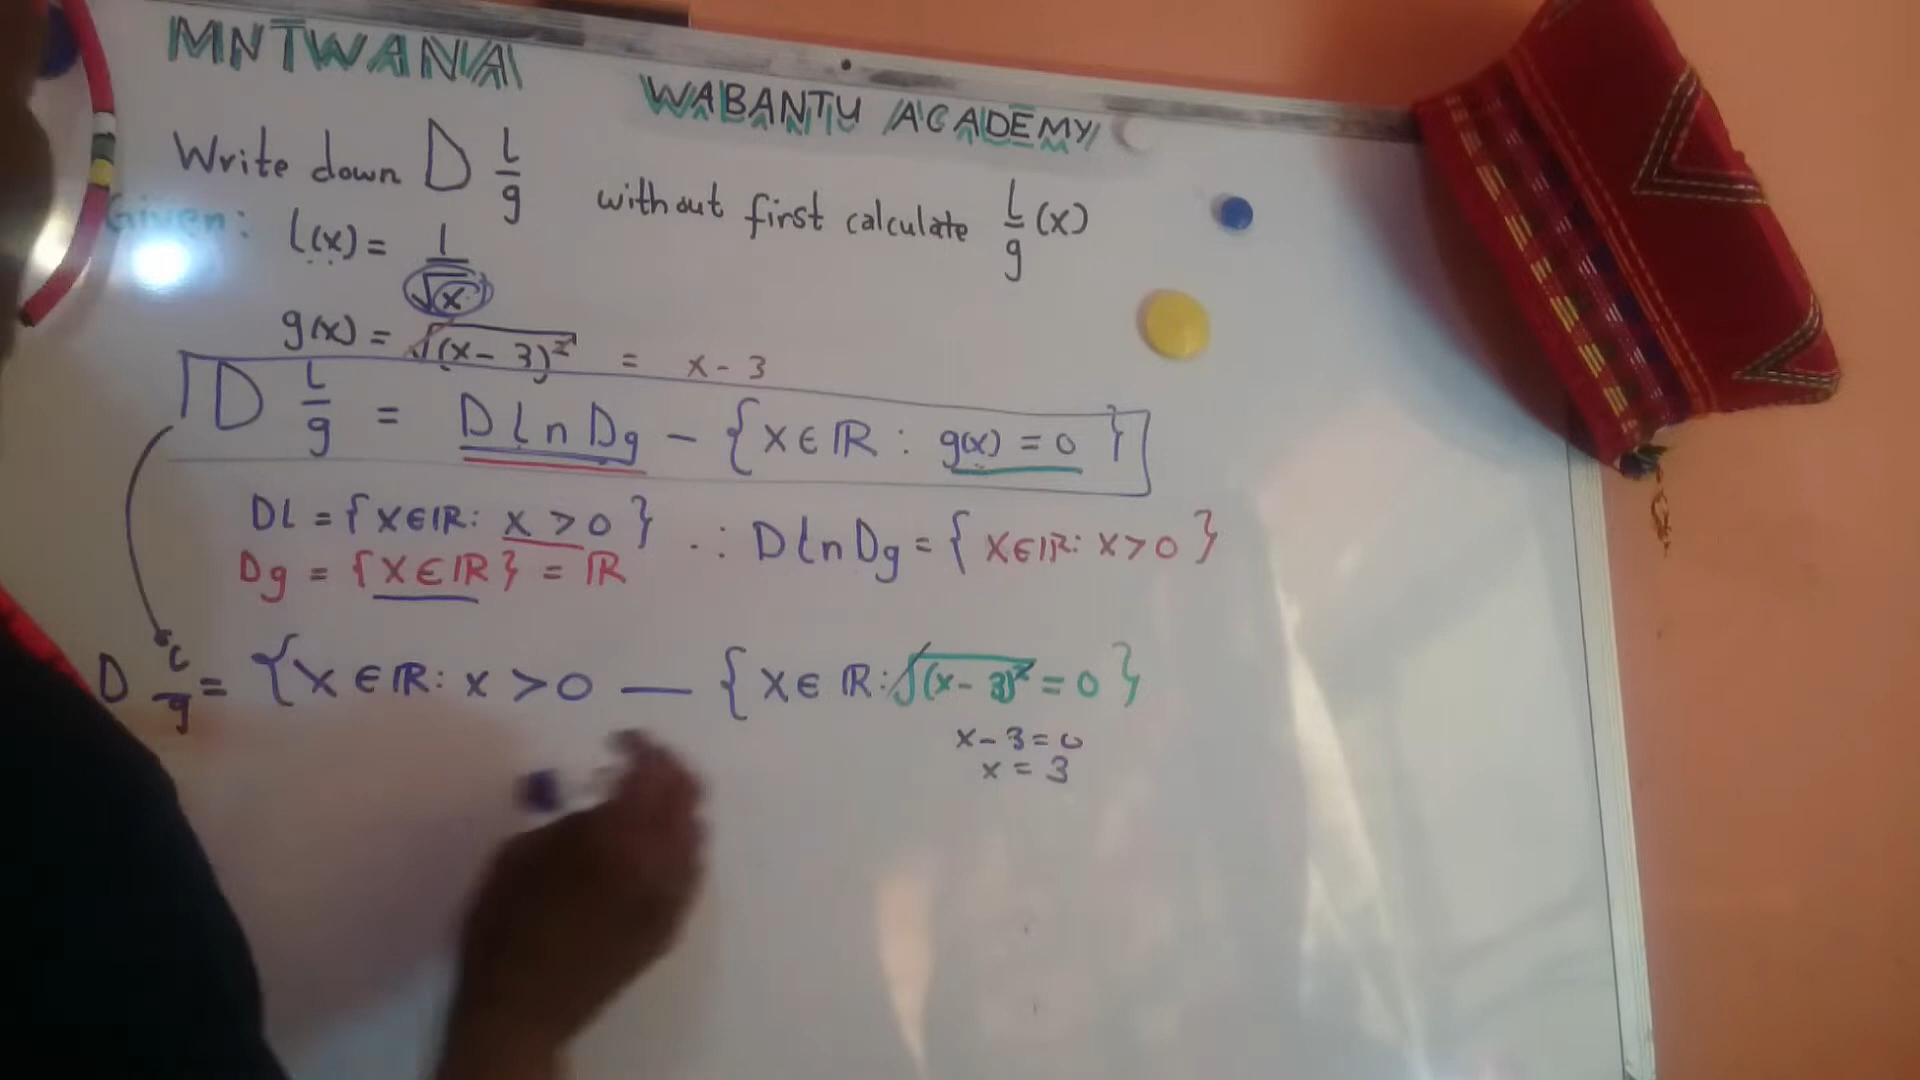 MNTWANA
WABANTU ACADEMY
Write down D L/g without first calculate L/g (x)
Given: L(x) = 1/√x
g(x) = √(x-3)² = x-3
D L/g = DL n Dg - {x∈ℝ : g(x) = 0}
DL = {x∈ℝ: x > 0} ∴ DL n Dg = {x∈ℝ: x > 0}
Dg = {x∈ℝ} = ℝ
D L/g = {x∈ℝ: x > 0 — {x∈ℝ: √(x-3)² = 0}
x-3=0
x = 3